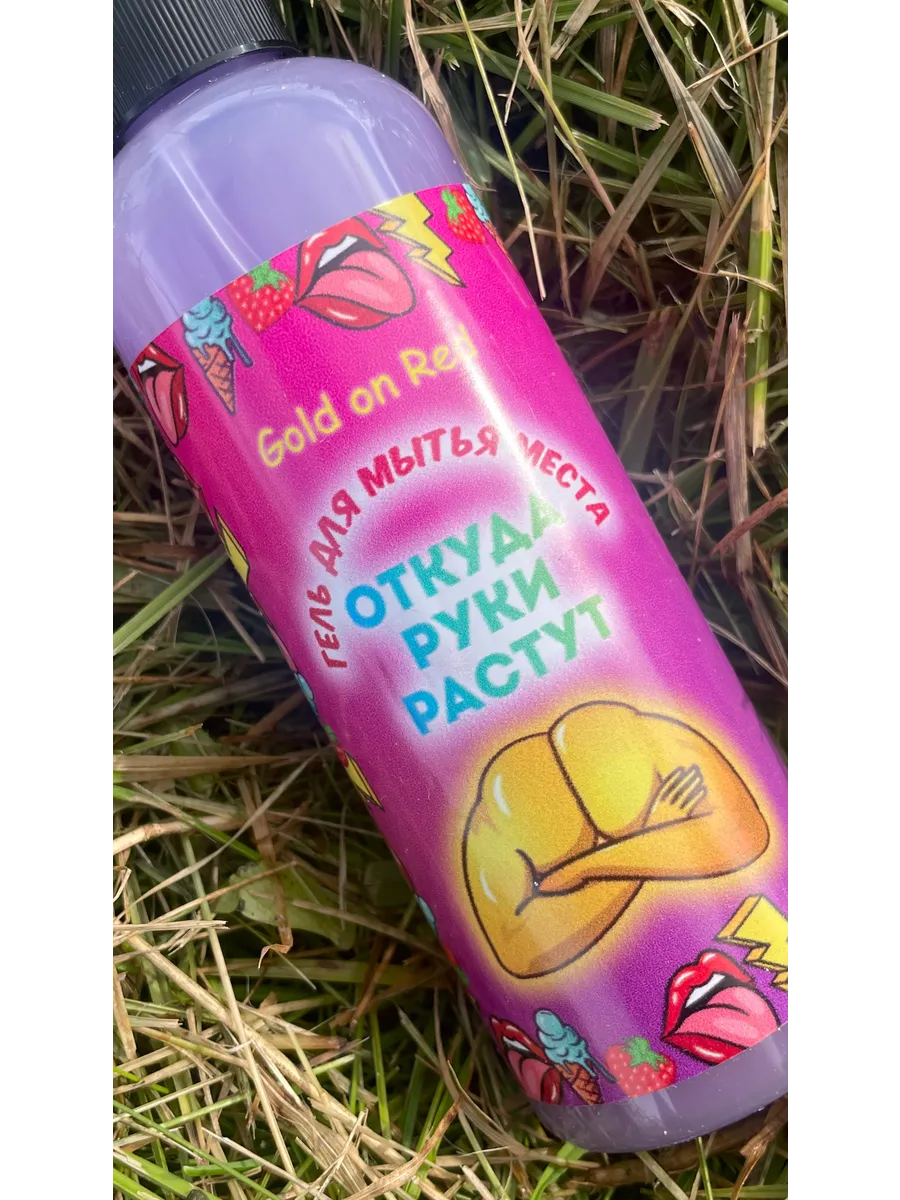 Gold on Red
ГЕЛЬ ДЛЯ МЫТЬЯ МЕСТА
ОТКУДА
РУКИ
РАСТУТ